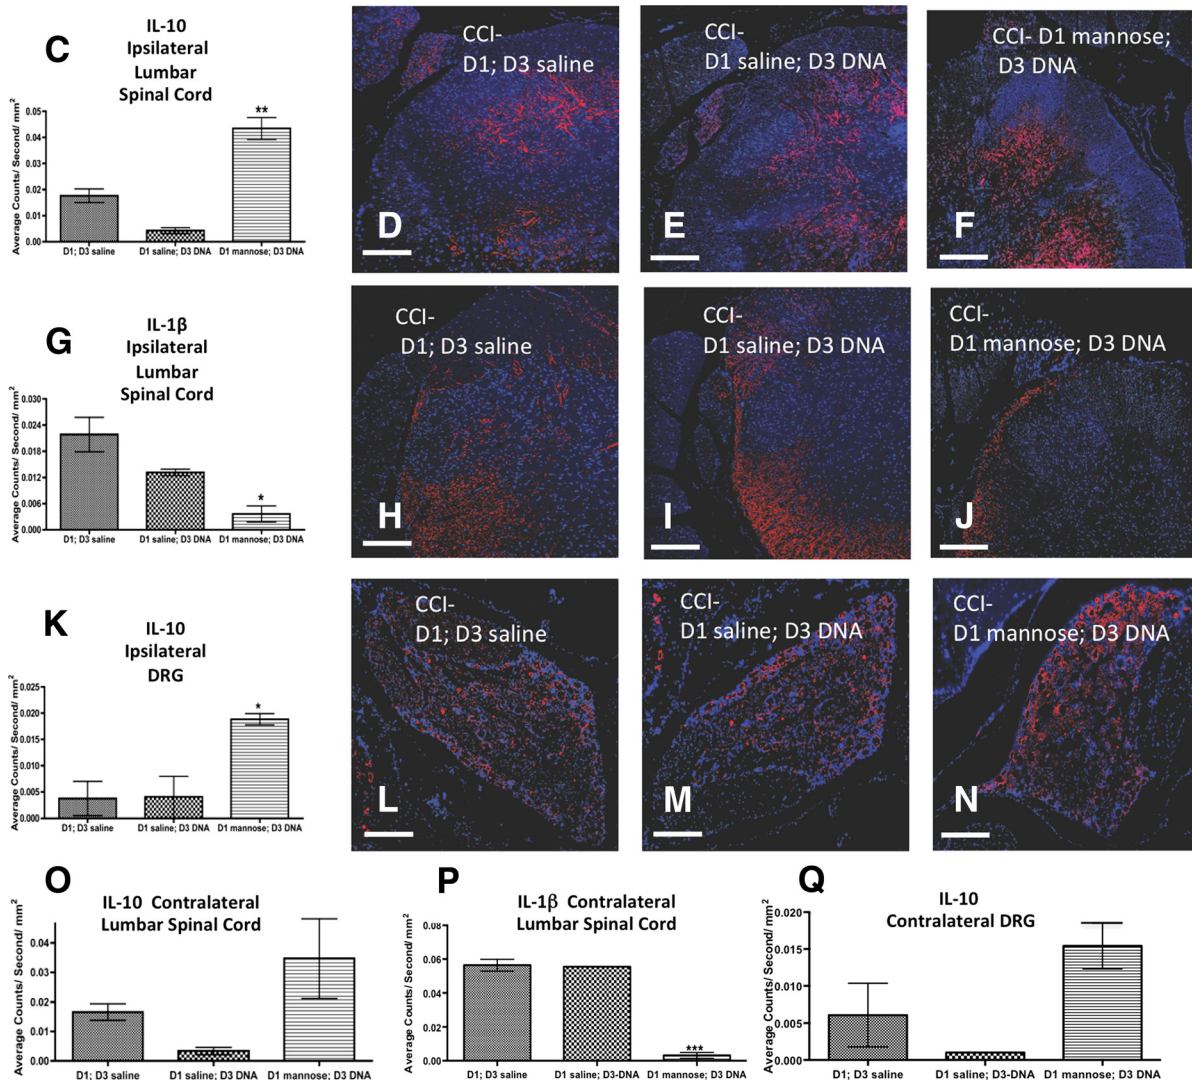 C
IL-10
Ipsilateral
Lumbar
Spinal Cord
Average Counts/ Second/ mm²
0.05
0.04
0.03
0.02
0.01
0.00
**
D1; D3 saline
D1 saline; D3 DNA
D1 mannose; D3 DNA
CCI-
D1; D3 saline
D
CCI-
D1 saline; D3 DNA
E
CCI- D1 mannose;
D3 DNA
F
G
IL-1β
Ipsilateral
Lumbar
Spinal Cord
Average Counts/ Second/ mm²
0.030
0.024
0.018
0.012
0.006
0.000
*
D1; D3 saline
D1 saline; D3 DNA
D1 mannose; D3 DNA
CCI-
D1; D3 saline
H
CCI-
D1 saline; D3 DNA
I
CCI-
D1 mannose; D3 DNA
J
K
IL-10
Ipsilateral
DRG
Average Counts/ Second/ mm²
0.025
0.020
0.015
0.010
0.005
0.000
*
D1; D3 saline
D1 saline; D3 DNA
D1 mannose; D3 DNA
CCI-
D1; D3 saline
L
CCI-
D1 saline; D3 DNA
M
CCI-
D1 mannose; D3 DNA
N
O
IL-10 Contralateral
Lumbar Spinal Cord
Average Counts/ Second/ mm²
0.04
0.03
0.02
0.01
0.00
D1; D3 saline
D1 saline; D3 DNA
D1 mannose; D3 DNA
P
IL-1β Contralateral
Lumbar Spinal Cord
Average Counts/ Second/ mm²
0.08
0.06
0.04
0.02
0.00
***
D1; D3 saline
D1 saline; D3-DNA
D1 mannose; D3 DNA
Q
IL-10
Contralateral DRG
Average Counts/ Second/ mm²
0.020
0.015
0.010
0.005
0.000
D1; D3 saline
D1 saline; D3-DNA
D1 mannose; D3 DNA